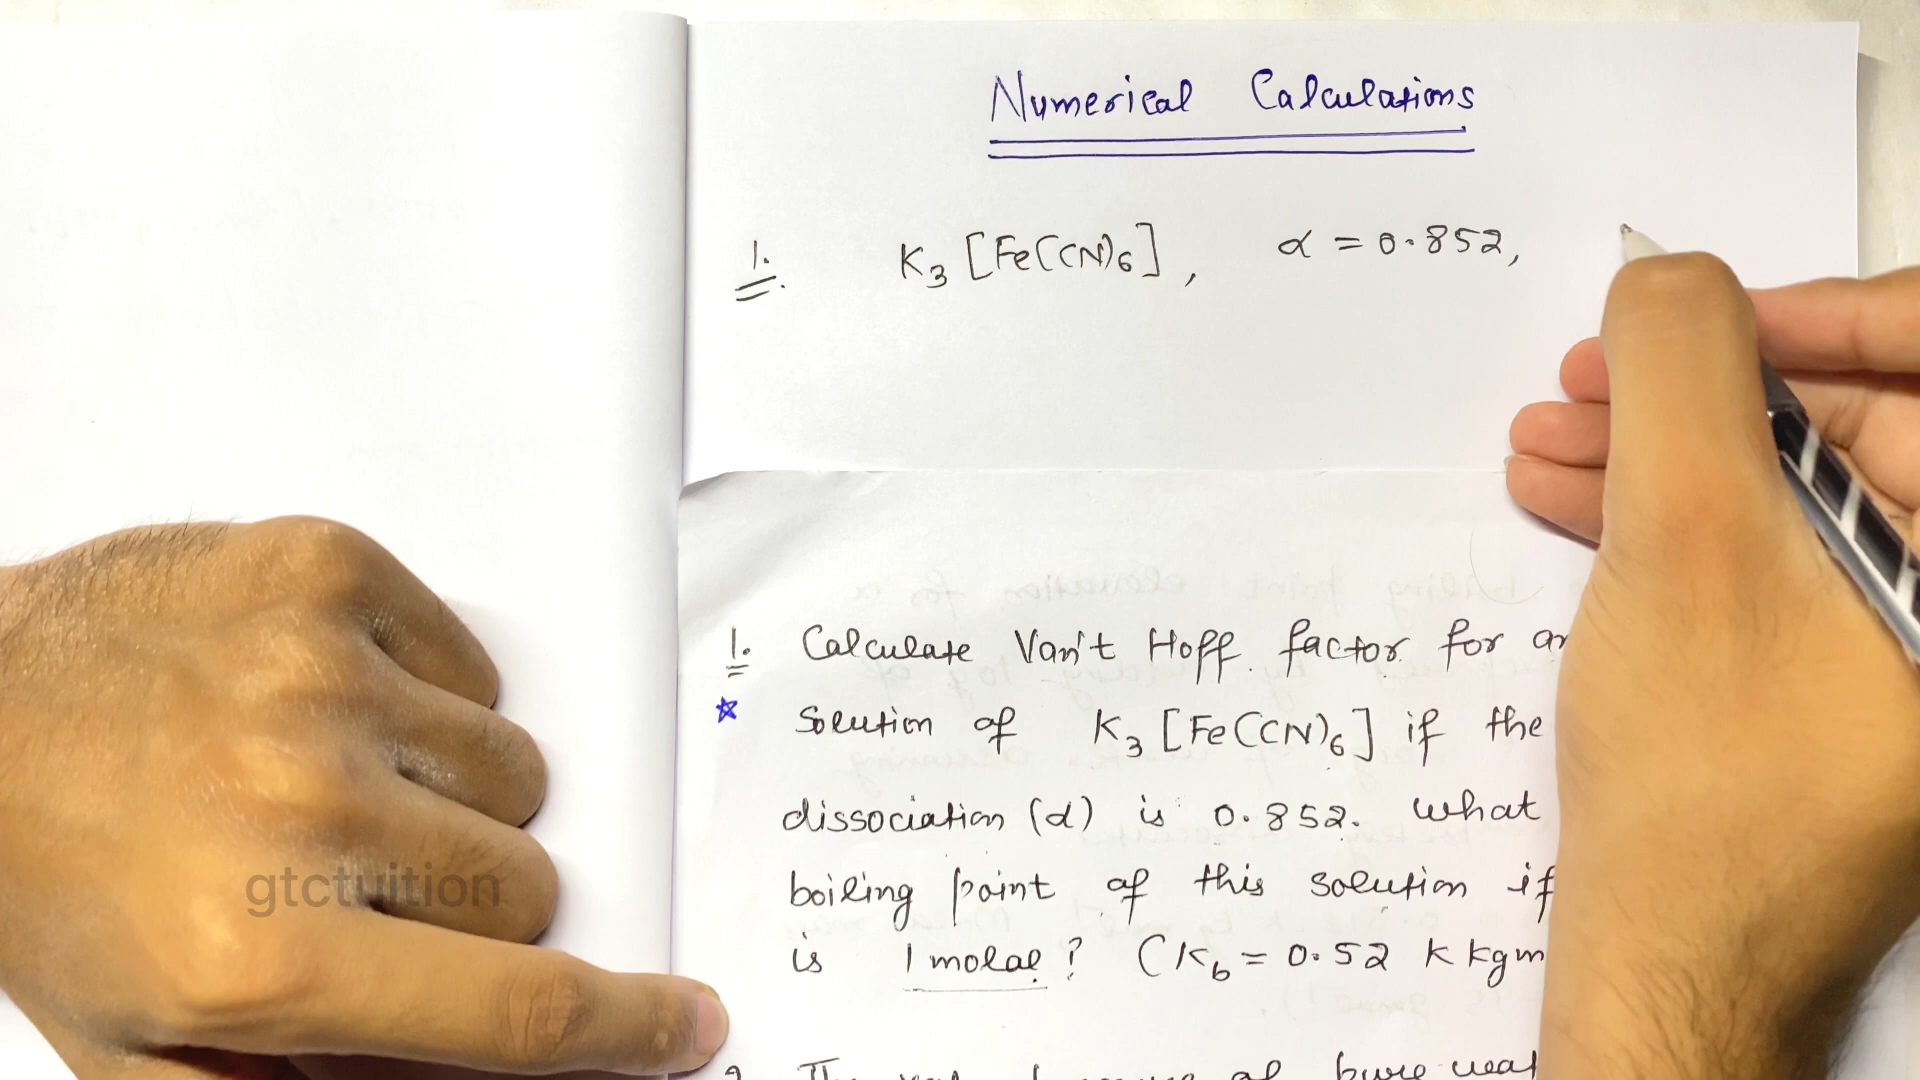 Numerical Calculations
1. K₃[Fe(CN)₆], α = 0.852,
1. Calculate Van't Hoff factor for an
solution of K₃[Fe(CN)₆] if the
dissociation (α) is 0.852. what
boiling point of this solution if
is 1 molal? (K_b = 0.52 K kgm
gtctuition